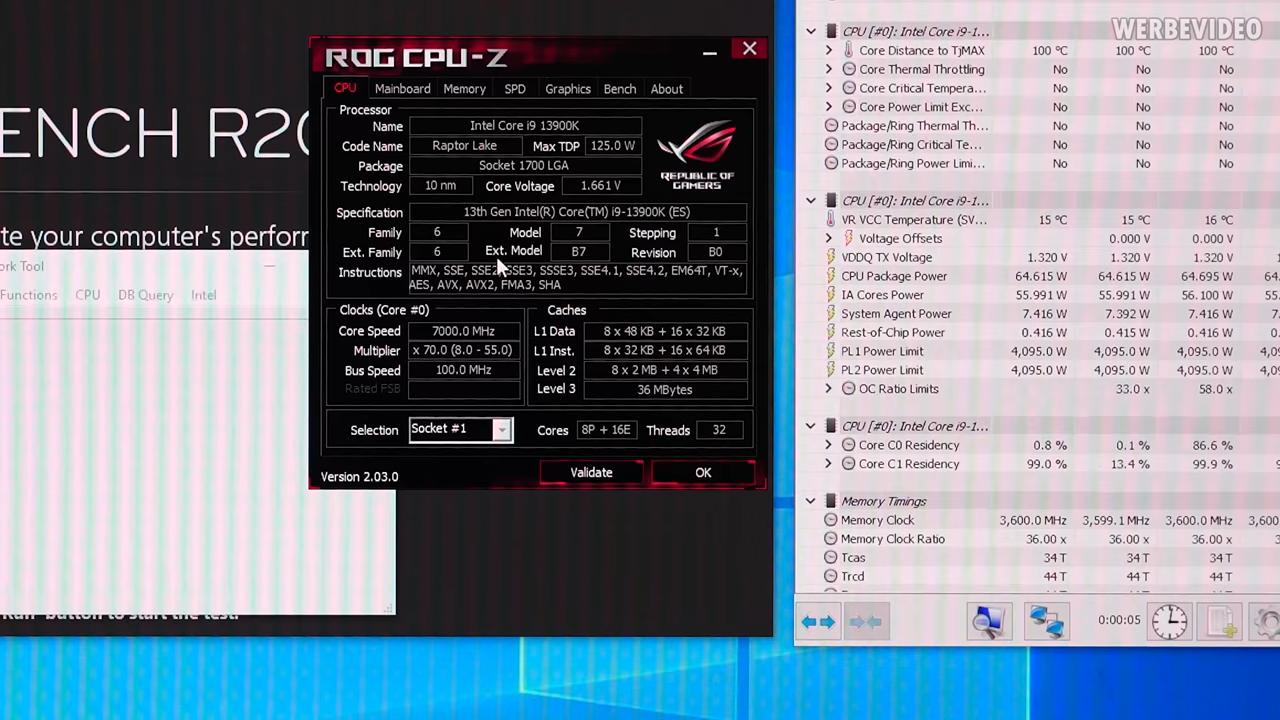 WERBEVIDEO
ENCH R20
te your computer's perform
rk Tool
Functions CPU DB Query Intel
button to start the test!
ROG CPU-Z
CPU Mainboard Memory SPD Graphics Bench About
Processor
Name Intel Core i9 13900K
Code Name Raptor Lake Max TDP 125.0 W
Package Socket 1700 LGA
Technology 10 nm Core Voltage 1.661 V
REPUBLIC OF
GAMERS
Specification 13th Gen Intel(R) Core(TM) i9-13900K (ES)
Family 6 Model 7 Stepping 1
Ext. Family 6 Ext. Model B7 Revision B0
Instructions MMX, SSE, SSE2, SSE3, SSSE3, SSE4.1, SSE4.2, EM64T, VT-x,
AES, AVX, AVX2, FMA3, SHA
Clocks (Core #0) Caches
Core Speed 7000.0 MHz L1 Data 8 x 48 KB + 16 x 32 KB
Multiplier x 70.0 (8.0 - 55.0) L1 Inst. 8 x 32 KB + 16 x 64 KB
Bus Speed 100.0 MHz Level 2 8 x 2 MB + 4 x 4 MB
Rated FSB Level 3 36 MBytes
Selection Socket #1 Cores 8P + 16E Threads 32
Version 2.03.0 Validate OK
CPU [#0]: Intel Core i9-1...
Core Distance to TjMAX 100 °C 100 °C 100 °C
Core Thermal Throttling No No No
Core Critical Tempera... No No No
Core Power Limit Exc... No No No
Package/Ring Thermal Th... No No No
Package/Ring Critical Te... No No No
Package/Ring Power Limi... No No No
CPU [#0]: Intel Core i9-1...
VR VCC Temperature (SV... 15 °C 15 °C 16 °C
Voltage Offsets 0.000 V 0.000 V
VDDQ TX Voltage 1.320 V 1.320 V 1.320 V
CPU Package Power 64.615 W 64.615 W 64.695 W
IA Cores Power 55.991 W 55.991 W 56.100 W
System Agent Power 7.416 W 7.392 W 7.416 W
Rest-of-Chip Power 0.416 W 0.415 W 0.416 W
PL1 Power Limit 4,095.0 W 4,095.0 W 4,095.0 W
PL2 Power Limit 4,095.0 W 4,095.0 W 4,095.0 W
OC Ratio Limits 33.0 x 58.0 x
CPU [#0]: Intel Core i9-1...
Core C0 Residency 0.8 % 0.1 % 86.6 %
Core C1 Residency 99.0 % 13.4 % 99.9 %
Memory Timings
Memory Clock 3,600.0 MHz 3,599.1 MHz 3,600.0 MHz 3,600
Memory Clock Ratio 36.00 x 36.00 x 36.00 x
Tcas 34 T 34 T 34 T
Trcd 44 T 44 T 44 T
0:00:05